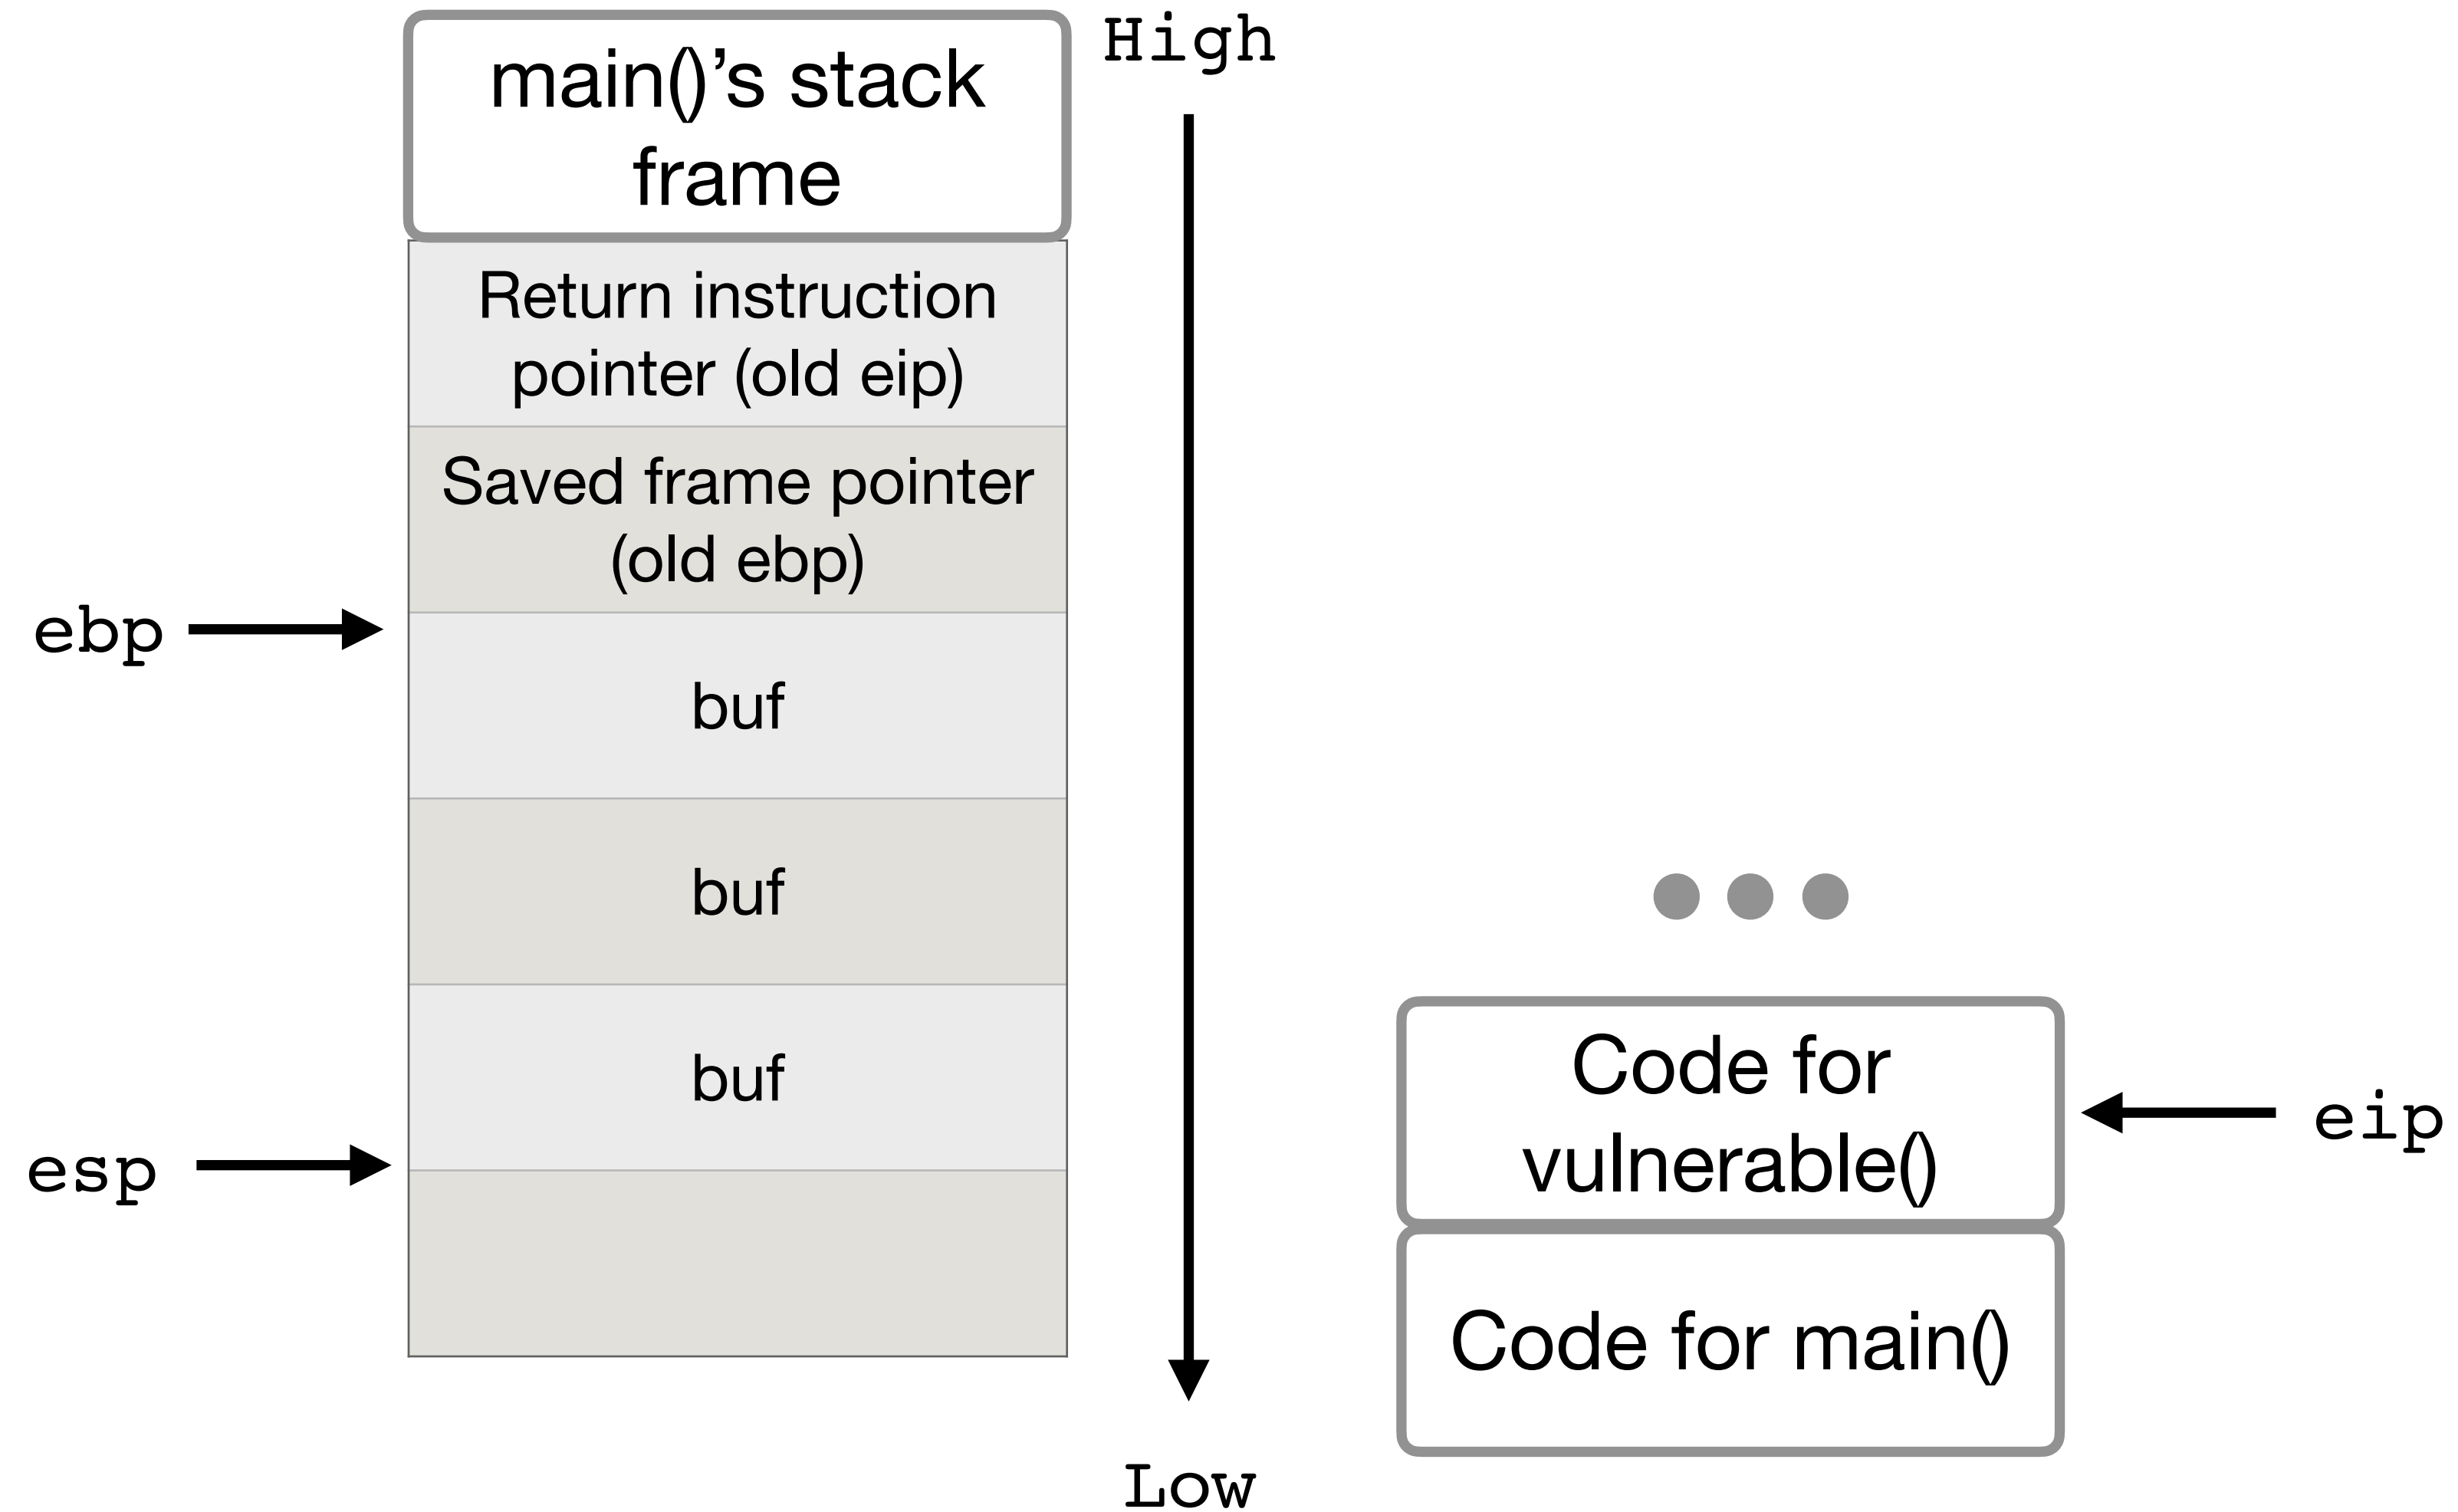 main()’s stack
frame
Return instruction
pointer (old eip)
Saved frame pointer
(old ebp)
ebp
buf
buf
buf
esp
High
Low
Code for
vulnerable()
eip
Code for main()